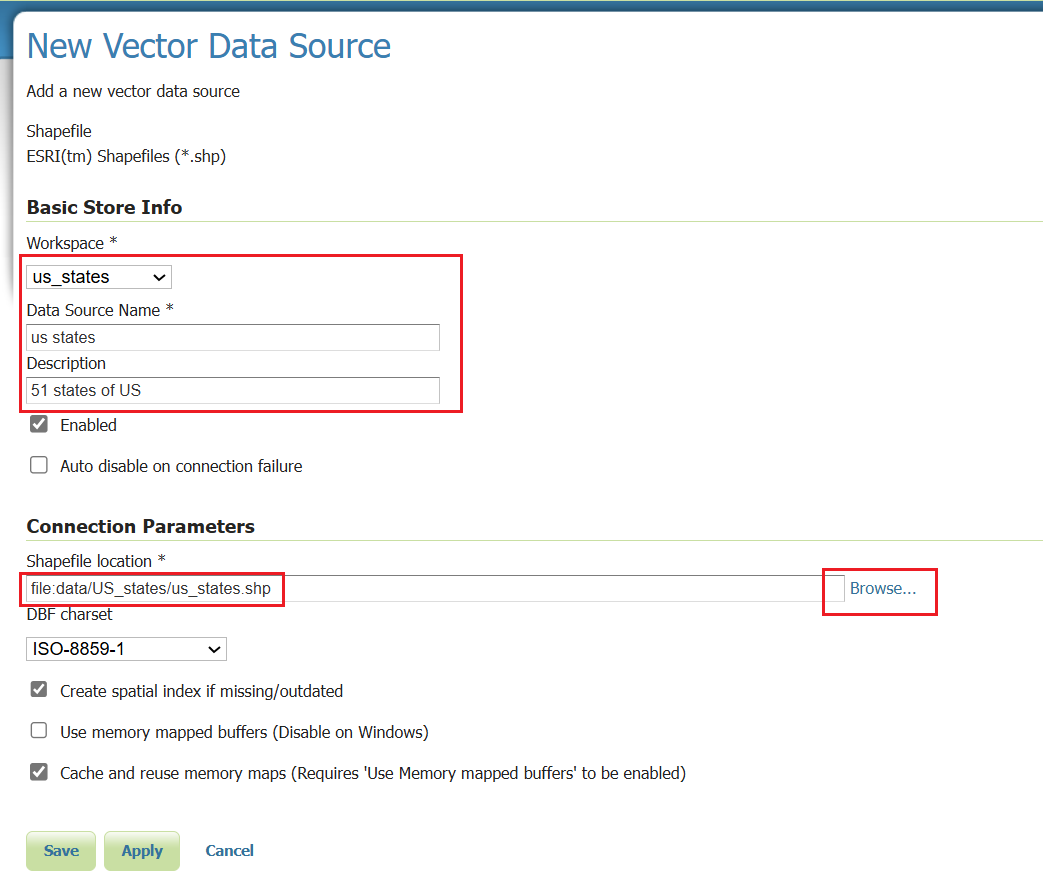 New Vector Data Source
Add a new vector data source
Shapefile
ESRI(tm) Shapefiles (*.shp)
Basic Store Info
Workspace *
us_states
Data Source Name *
us states
Description
51 states of US
Enabled
Auto disable on connection failure
Connection Parameters
Shapefile location *
file:data/US_states/us_states.shp Browse...
DBF charset
ISO-8859-1
Create spatial index if missing/outdated
Use memory mapped buffers (Disable on Windows)
Cache and reuse memory maps (Requires 'Use Memory mapped buffers' to be enabled)
Save Apply Cancel